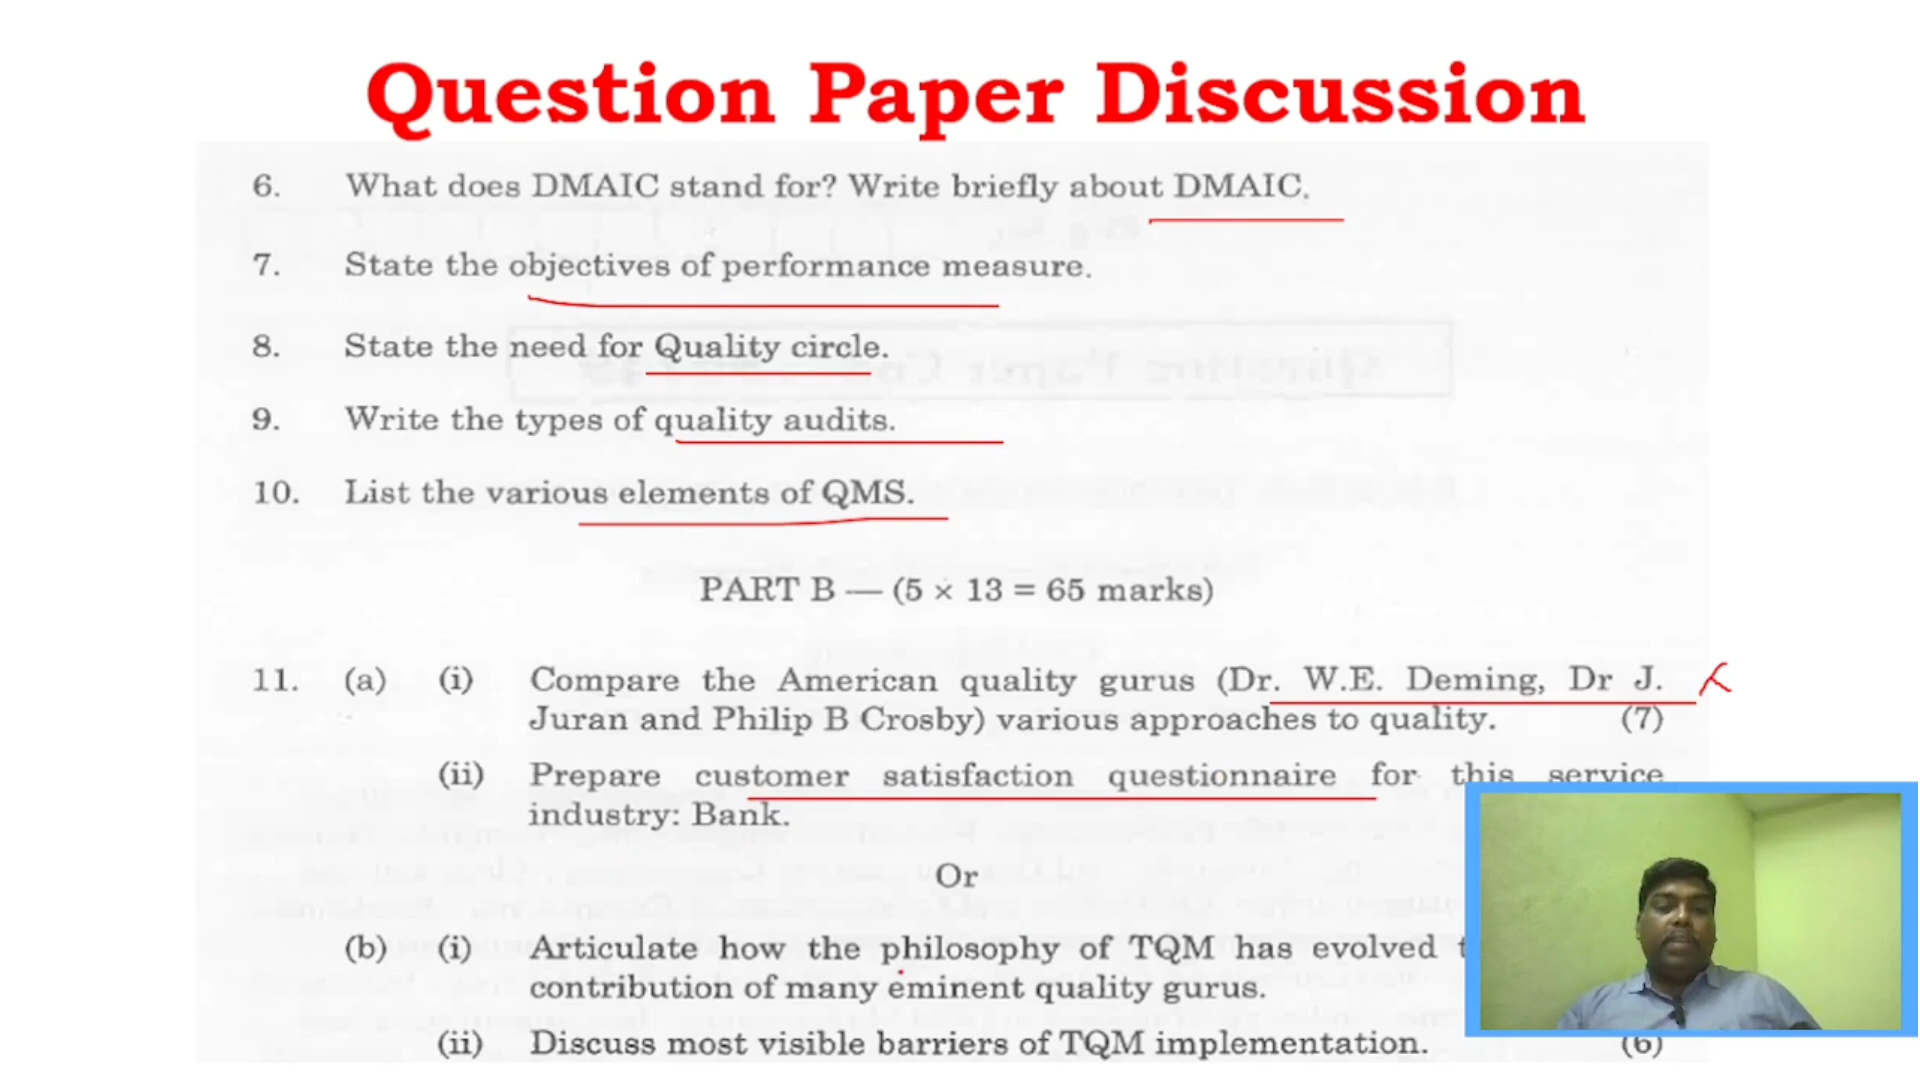 Question Paper Discussion
6. What does DMAIC stand for? Write briefly about DMAIC.
7. State the objectives of performance measure.
8. State the need for Quality circle.
9. Write the types of quality audits.
10. List the various elements of QMS.
PART B — (5 × 13 = 65 marks)
11. (a) (i) Compare the American quality gurus (Dr. W.E. Deming, Dr J.
Juran and Philip B Crosby) various approaches to quality. (7)
(ii) Prepare customer satisfaction questionnaire for this service
industry: Bank.
Or
(b) (i) Articulate how the philosophy of TQM has evolved
contribution of many eminent quality gurus.
(ii) Discuss most visible barriers of TQM implementation. (6)